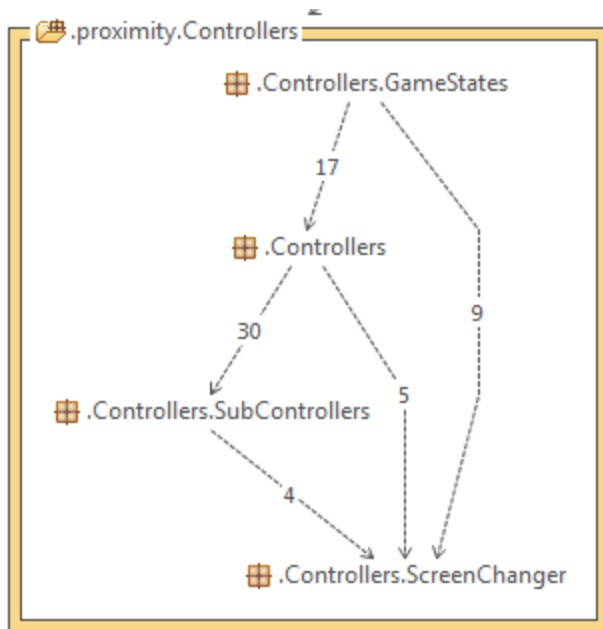 .proximity.Controllers
.Controllers.GameStates
17
.Controllers
9
30
5
.Controllers.SubControllers
4
.Controllers.ScreenChanger